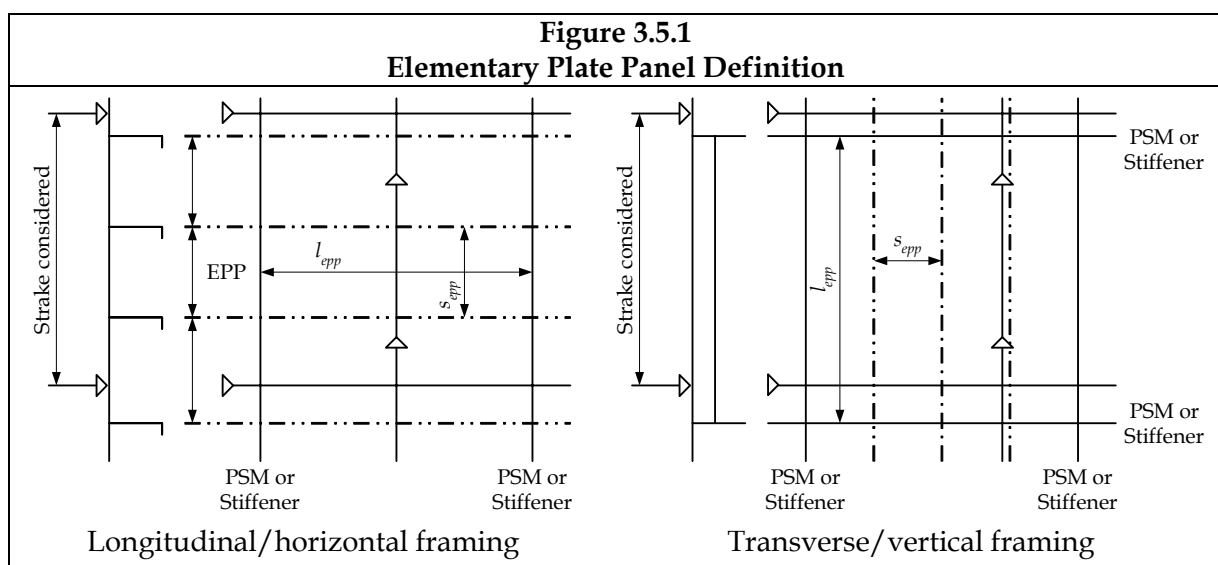 Figure 3.5.1
Elementary Plate Panel Definition
Strake considered
EPP
l_epp
s_epp
PSM or
Stiffener
PSM or
Stiffener
Longitudinal/horizontal framing
Strake considered
l_epp
s_epp
PSM or
Stiffener
PSM or
Stiffener
PSM or
Stiffener
PSM or
Stiffener
Transverse/vertical framing